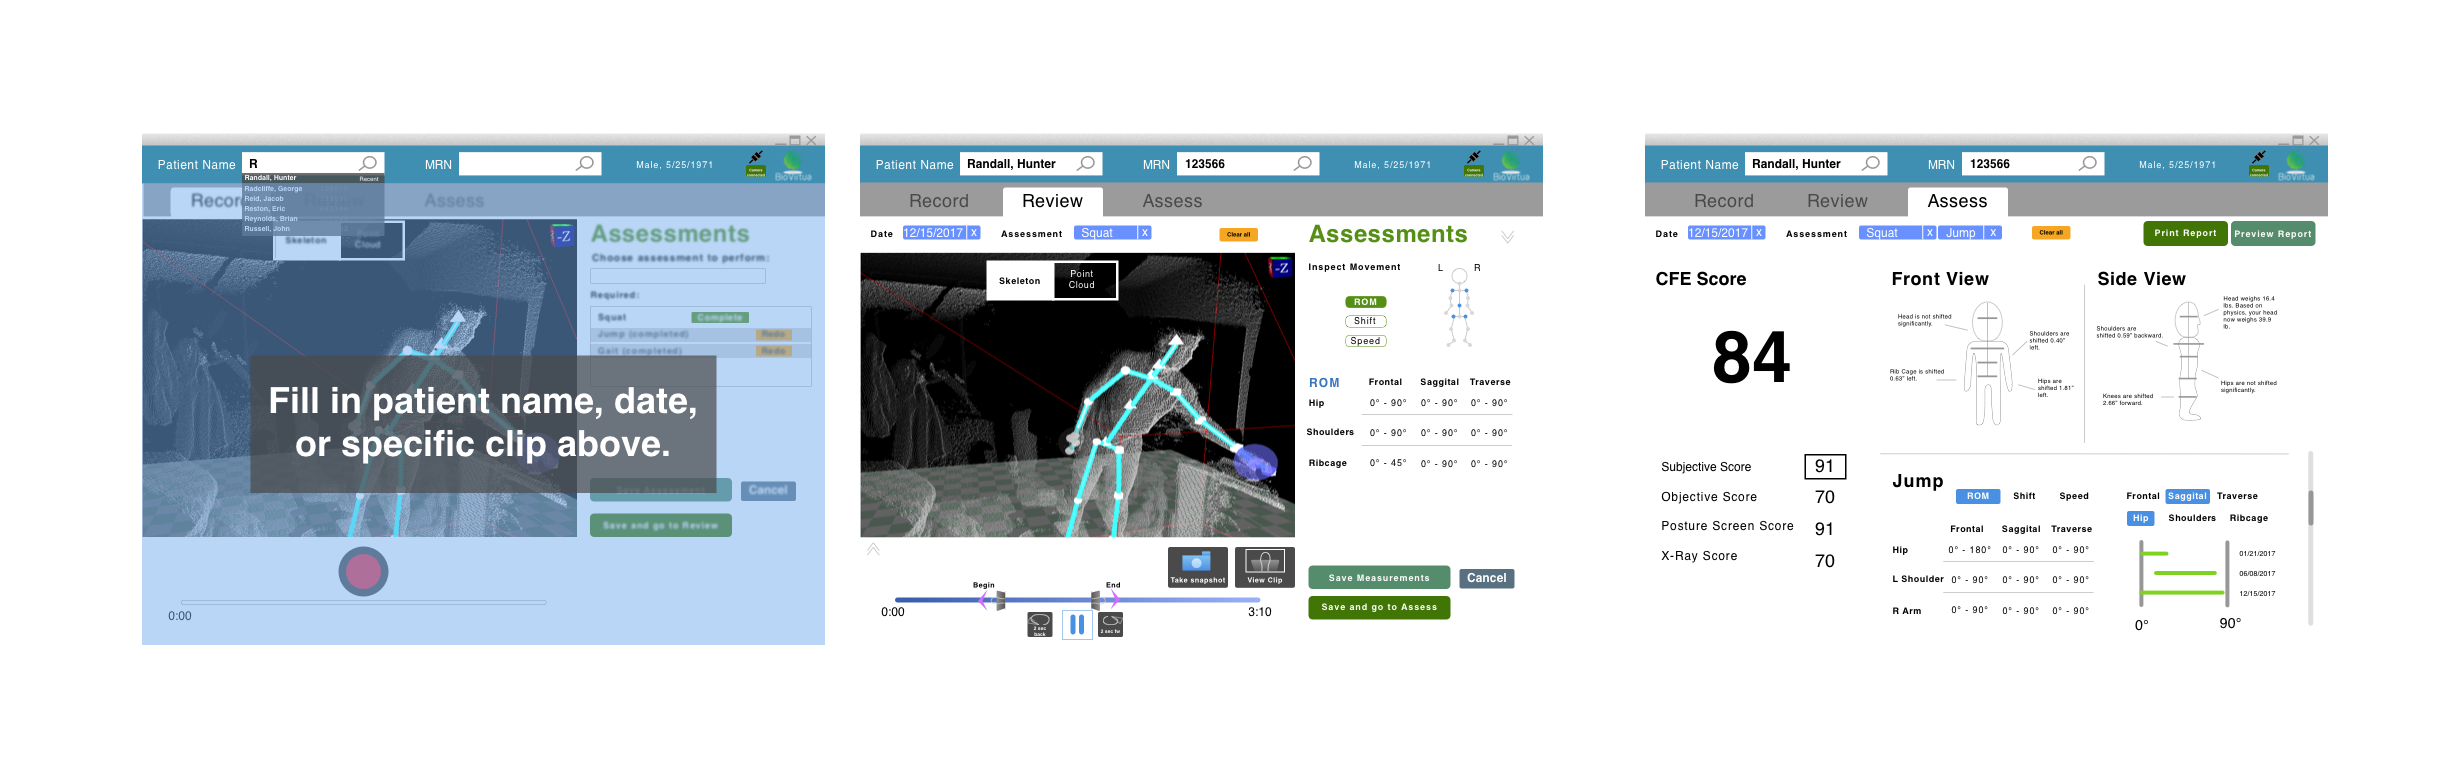 Patient Name
R
MRN
Male, 5/25/1971
Camera connected
BioVirtua
Randall, Hunter
Recent
Radcliffe, George
Reid, Jacob
Reston, Eric
Reynolds, Brian
Russell, John
Record
Assess
Skeleton
Cloud
-Z
Assessments
Choose assessment to perform:
Required:
Squat
Complete
Jump (completed)
Redo
Gait (completed)
Redo
Fill in patient name, date,
or specific clip above.
Save Assessment
Cancel
Save and go to Review
0:00
Patient Name
Randall, Hunter
MRN
123566
Male, 5/25/1971
Camera connected
BioVirtua
Record
Review
Assess
Date
12/15/2017 X
Assessment
Squat X
Clear all
Skeleton
Point
Cloud
-Z
Assessments
Inspect Movement
L R
ROM
Shift
Speed
ROM Frontal Saggital Traverse
Hip 0° - 90° 0° - 90° 0° - 90°
Shoulders 0° - 90° 0° - 90° 0° - 90°
Ribcage 0° - 45° 0° - 90° 0° - 90°
Take snapshot
View Clip
Begin
End
0:00
3:10
2 sec
back
2 sec fw
Save Measurements
Cancel
Save and go to Assess
Patient Name
Randall, Hunter
MRN
123566
Male, 5/25/1971
Camera connected
BioVirtua
Record
Review
Assess
Date
12/15/2017 X
Assessment
Squat X
Jump X
Clear all
Print Report
Preview Report
CFE Score
84
Subjective Score 91
Objective Score 70
Posture Screen Score 91
X-Ray Score 70
Front View
Head is not shifted
significantly.
Shoulders are
shifted 0.40"
left.
Rib Cage is shifted
0.63" left.
Hips are
shifted 1.81"
left.
Side View
Head weighs 16.4
lbs. Based on
physics, your head
now weighs 39.9
lb.
Shoulders are
shifted 0.59" backward.
Hips are not shifted
significantly.
Knees are shifted
2.66" forward.
Jump
ROM Shift Speed
Frontal Saggital Traverse
Hip 0° - 180° 0° - 90° 0° - 90°
L Shoulder 0° - 90° 0° - 90° 0° - 90°
R Arm 0° - 90° 0° - 90° 0° - 90°
Frontal Saggital Traverse
Hip Shoulders Ribcage
01/21/2017
06/08/2017
12/15/2017
0° 90°